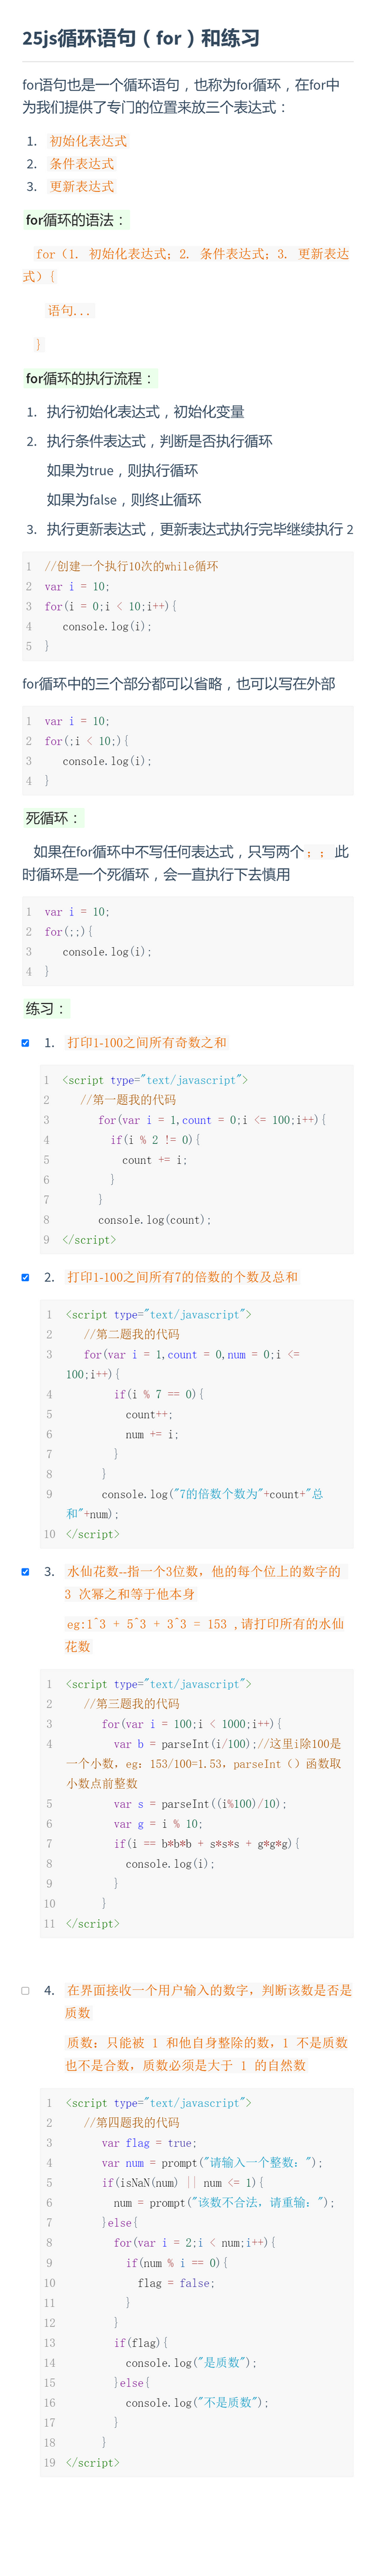 25js循环语句（for）和练习
for语句也是一个循环语句，也称为for循环，在for中
为我们提供了专门的位置来放三个表达式：
1. 初始化表达式
2. 条件表达式
3. 更新表达式
for循环的语法：
for（1. 初始化表达式；2. 条件表达式；3. 更新表达
式）{
语句...
}
for循环的执行流程：
1. 执行初始化表达式，初始化变量
2. 执行条件表达式，判断是否执行循环
如果为true，则执行循环
如果为false，则终止循环
3. 执行更新表达式，更新表达式执行完毕继续执行 2
1 //创建一个执行10次的while循环
2 var i = 10;
3 for(i = 0;i < 10;i++){
4 console.log(i);
5 }
for循环中的三个部分都可以省略，也可以写在外部
1 var i = 10;
2 for(;i < 10;){
3 console.log(i);
4 }
死循环：
如果在for循环中不写任何表达式，只写两个；；此
时循环是一个死循环，会一直执行下去慎用
1 var i = 10;
2 for(;;){
3 console.log(i);
4 }
练习：
1. 打印1-100之间所有奇数之和
1 <script type="text/javascript">
2 //第一题我的代码
3 for(var i = 1,count = 0;i <= 100;i++){
4 if(i % 2 != 0){
5 count += i;
6 }
7 }
8 console.log(count);
9 </script>
2. 打印1-100之间所有7的倍数的个数及总和
1 <script type="text/javascript">
2 //第二题我的代码
3 for(var i = 1,count = 0,num = 0;i <=
100;i++){
4 if(i % 7 == 0){
5 count++;
6 num += i;
7 }
8 }
9 console.log("7的倍数个数为"+count+"总
和"+num);
10 </script>
3. 水仙花数--指一个3位数，他的每个位上的数字的
3 次幂之和等于他本身
eg:1^3 + 5^3 + 3^3 = 153 ,请打印所有的水仙
花数
1 <script type="text/javascript">
2 //第三题我的代码
3 for(var i = 100;i < 1000;i++){
4 var b = parseInt(i/100);//这里i除100是
一个小数，eg：153/100=1.53，parseInt（）函数取
小数点前整数
5 var s = parseInt((i%100)/10);
6 var g = i % 10;
7 if(i == b*b*b + s*s*s + g*g*g){
8 console.log(i);
9 }
10 }
11 </script>
4. 在界面接收一个用户输入的数字，判断该数是否是
质数
质数：只能被 1 和他自身整除的数，1 不是质数
也不是合数，质数必须是大于 1 的自然数
1 <script type="text/javascript">
2 //第四题我的代码
3 var flag = true;
4 var num = prompt("请输入一个整数：");
5 if(isNaN(num) || num <= 1){
6 num = prompt("该数不合法，请重输：");
7 }else{
8 for(var i = 2;i < num;i++){
9 if(num % i == 0){
10 flag = false;
11 }
12 }
13 if(flag){
14 console.log("是质数");
15 }else{
16 console.log("不是质数");
17 }
18 }
19 </script>